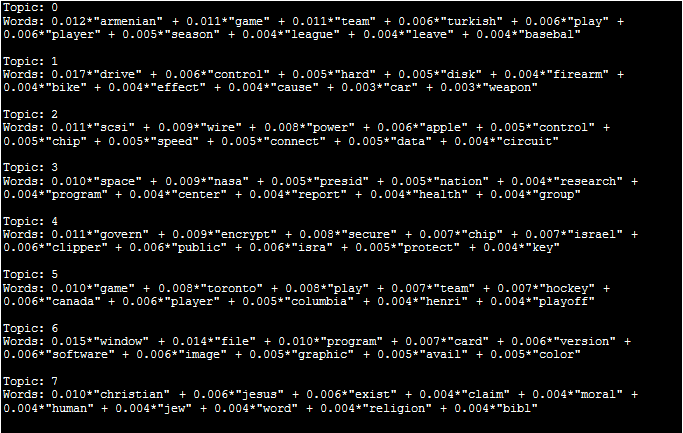 Topic: 0
Words: 0.012*"armenian" + 0.011*"game" + 0.011*"team" + 0.006*"turkish" + 0.006*"play" +
0.006*"player" + 0.005*"season" + 0.004*"league" + 0.004*"leave" + 0.004*"basebal"
Topic: 1
Words: 0.017*"drive" + 0.006*"control" + 0.005*"hard" + 0.005*"disk" + 0.004*"firearm" +
0.004*"bike" + 0.004*"effect" + 0.004*"cause" + 0.003*"car" + 0.003*"weapon"
Topic: 2
Words: 0.011*"scsi" + 0.009*"wire" + 0.008*"power" + 0.006*"apple" + 0.005*"control" +
0.005*"chip" + 0.005*"speed" + 0.005*"connect" + 0.005*"data" + 0.004*"circuit"
Topic: 3
Words: 0.010*"space" + 0.009*"nasa" + 0.005*"presid" + 0.005*"nation" + 0.004*"research" +
0.004*"program" + 0.004*"center" + 0.004*"report" + 0.004*"health" + 0.004*"group"
Topic: 4
Words: 0.011*"govern" + 0.009*"encrypt" + 0.008*"secure" + 0.007*"chip" + 0.007*"israel" +
0.006*"clipper" + 0.006*"public" + 0.006*"isra" + 0.005*"protect" + 0.004*"key"
Topic: 5
Words: 0.010*"game" + 0.008*"toronto" + 0.008*"play" + 0.007*"team" + 0.007*"hockey" +
0.006*"canada" + 0.006*"player" + 0.005*"columbia" + 0.004*"henri" + 0.004*"playoff"
Topic: 6
Words: 0.015*"window" + 0.014*"file" + 0.010*"program" + 0.007*"card" + 0.006*"version" +
0.006*"software" + 0.006*"image" + 0.005*"graphic" + 0.005*"avail" + 0.005*"color"
Topic: 7
Words: 0.010*"christian" + 0.006*"jesus" + 0.006*"exist" + 0.004*"claim" + 0.004*"moral" +
0.004*"human" + 0.004*"jew" + 0.004*"word" + 0.004*"religion" + 0.004*"bibl"